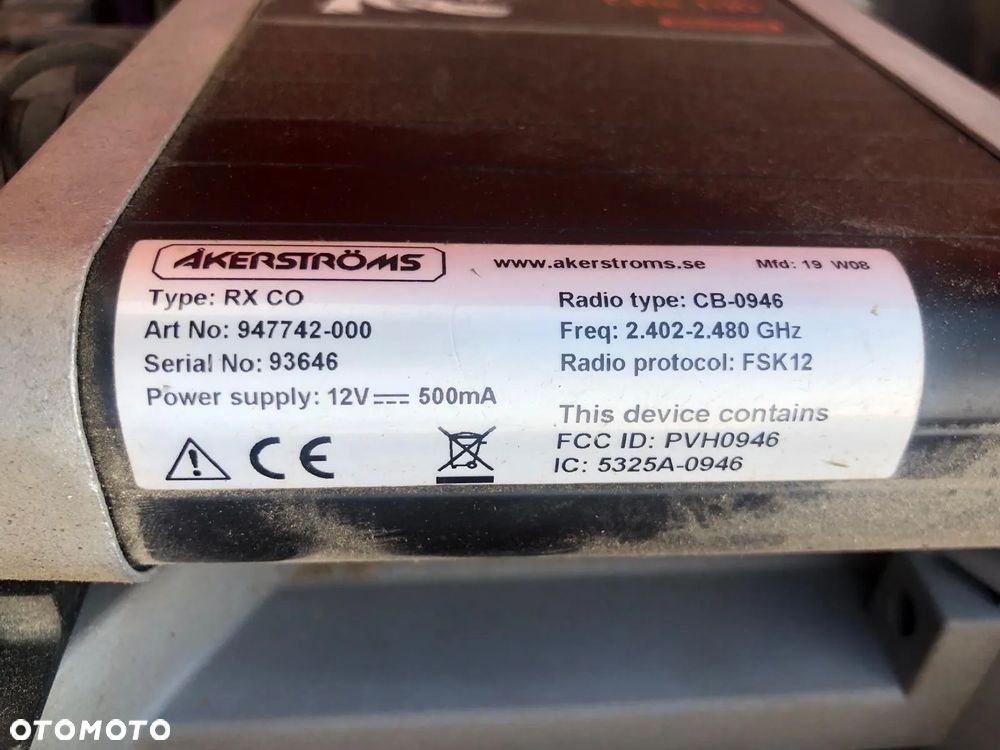 ÅKERSTRÖMS
www.akerstroms.se
Mfd: 19 W08
Type: RX CO
Art No: 947742-000
Serial No: 93646
Power supply: 12V 500mA
Radio type: CB-0946
Freq: 2.402-2.480 GHz
Radio protocol: FSK12
This device contains
FCC ID: PVH0946
IC: 5325A-0946
CE
OTOMOTO